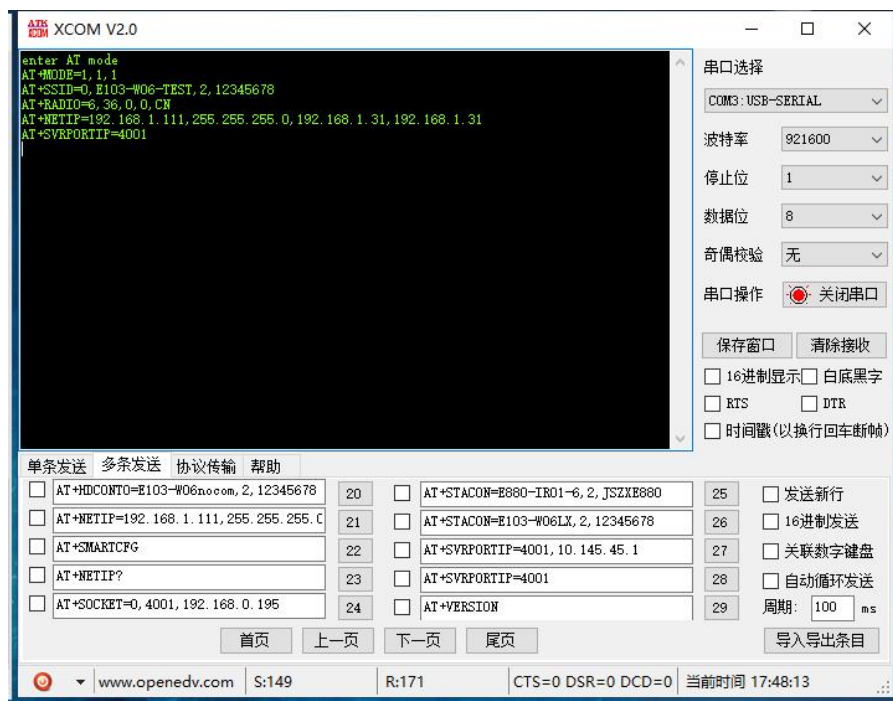 ATK
XCOM V2.0
enter AT mode
AT+MODE=1,1,1
AT+SSID=0,E103-W06-TEST,2,12345678
AT+RADIO=6,36,0,0,CN
AT+NETIP=192.168.1.111,255.255.255.0,192.168.1.31,192.168.1.31
AT+SVRPORTIP=4001
串口选择
COM3:USB-SERIAL
波特率 921600
停止位 1
数据位 8
奇偶校验 无
串口操作 关闭串口
保存窗口 清除接收
16进制显示 白底黑字
RTS DTR
时间戳(以换行回车断帧)
单条发送 多条发送 协议传输 帮助
AT+HDCONTO=E103-W06nocom,2,12345678 20 AT+STACON=E880-IR01-6,2,JSZXE880 25 发送新行
AT+NETIP=192.168.1.111,255.255.255.0 21 AT+STACON=E103-W06LX,2,12345678 26 16进制发送
AT+SMARTCFG 22 AT+SVRPORTIP=4001,10.145.45.1 27 关联数字键盘
AT+NETIP? 23 AT+SVRPORTIP=4001 28 自动循环发送
AT+SOCKET=0,4001,192.168.0.195 24 AT+VERSION 29 周期: 100 ms
首页 上一页 下一页 尾页 导入导出条目
www.openedv.com S:149 R:171 CTS=0 DSR=0 DCD=0 当前时间 17:48:13